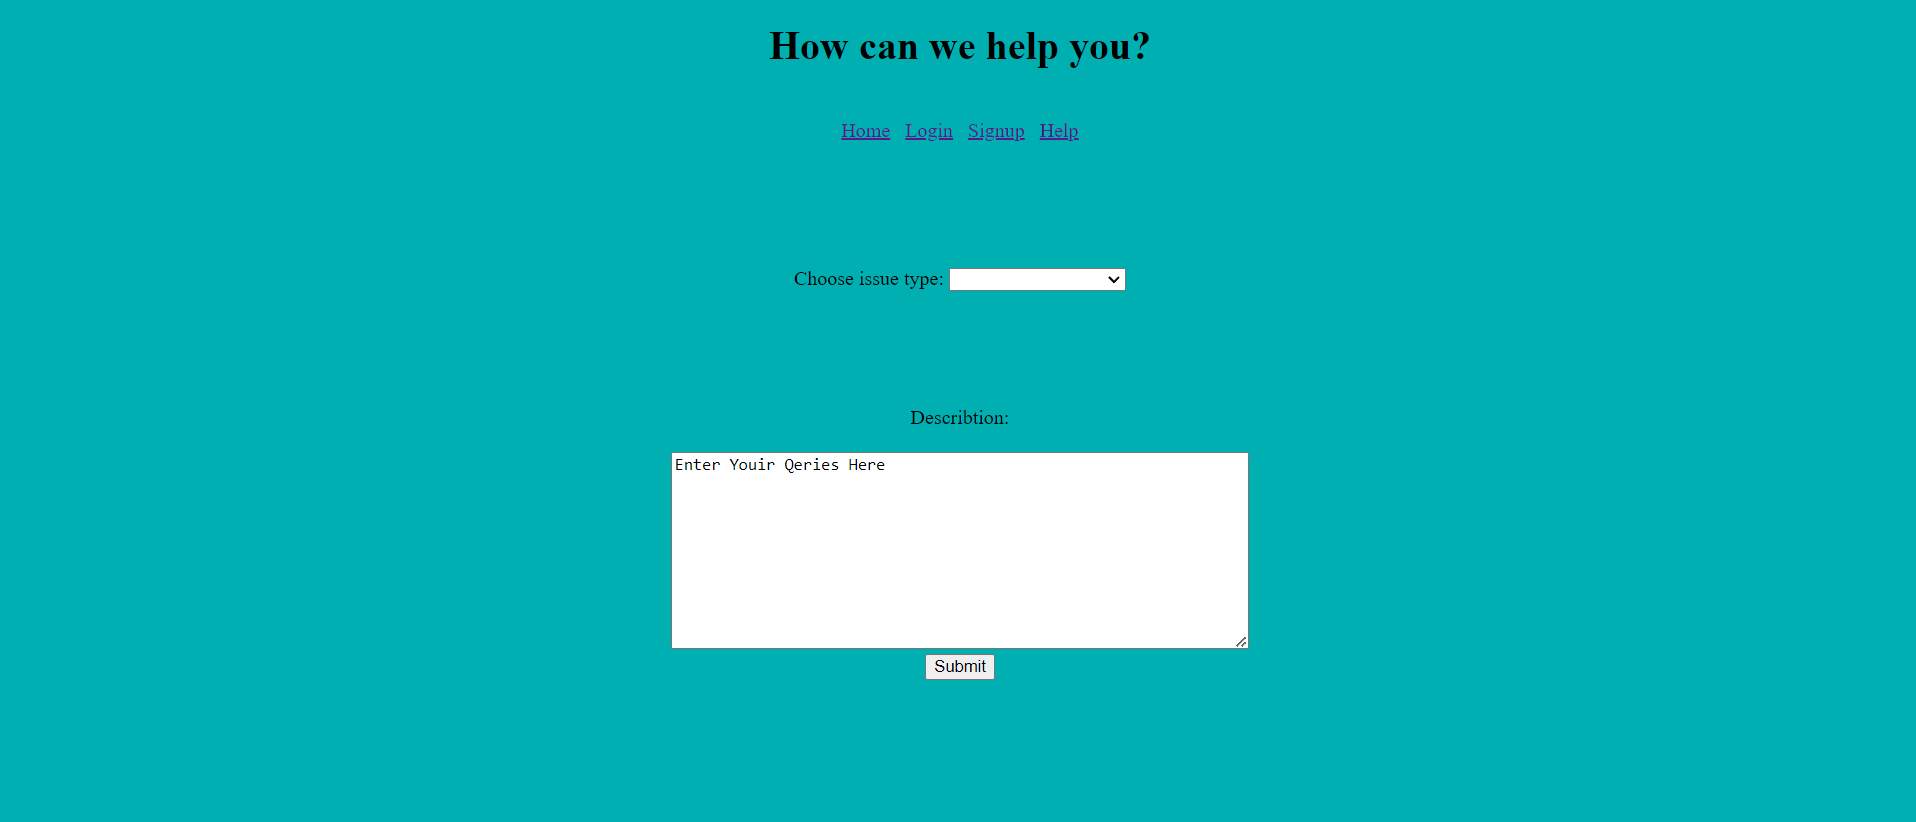 How can we help you?
Home Login Signup Help
Choose issue type:
Describtion:
Enter Youir Qeries Here
Submit